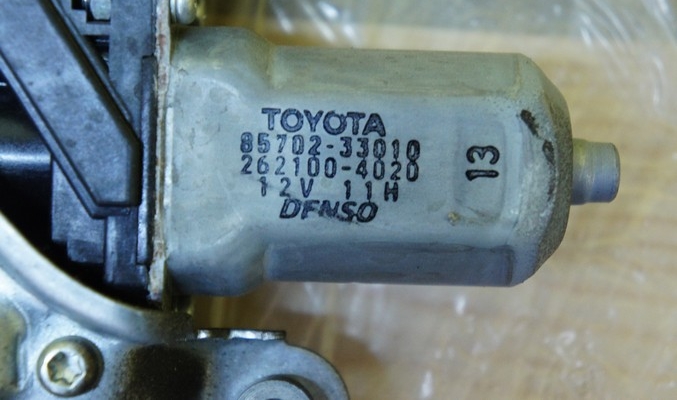 TOYOTA
85702-33010
262100-4020
12V 11H
DENSO
13